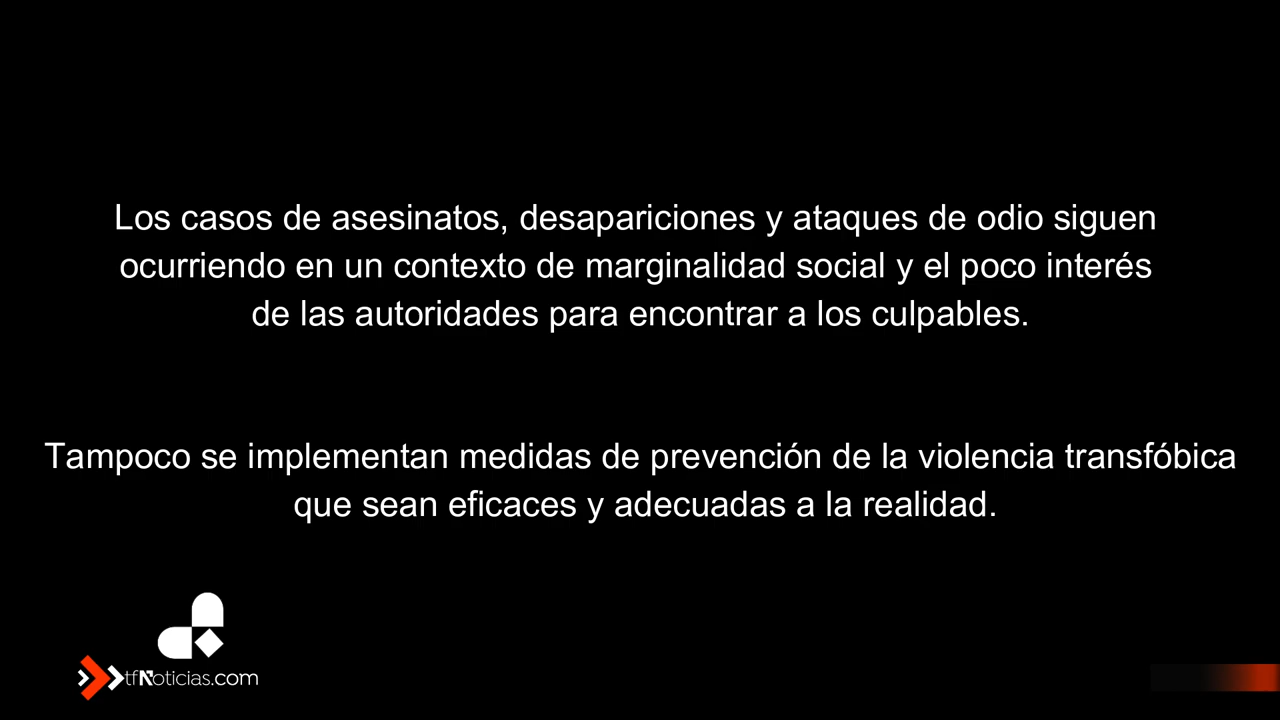 Los casos de asesinatos, desapariciones y ataques de odio siguen
ocurriendo en un contexto de marginalidad social y el poco interés
de las autoridades para encontrar a los culpables.
Tampoco se implementan medidas de prevención de la violencia transfóbica
que sean eficaces y adecuadas a la realidad.
tfNoticias.com